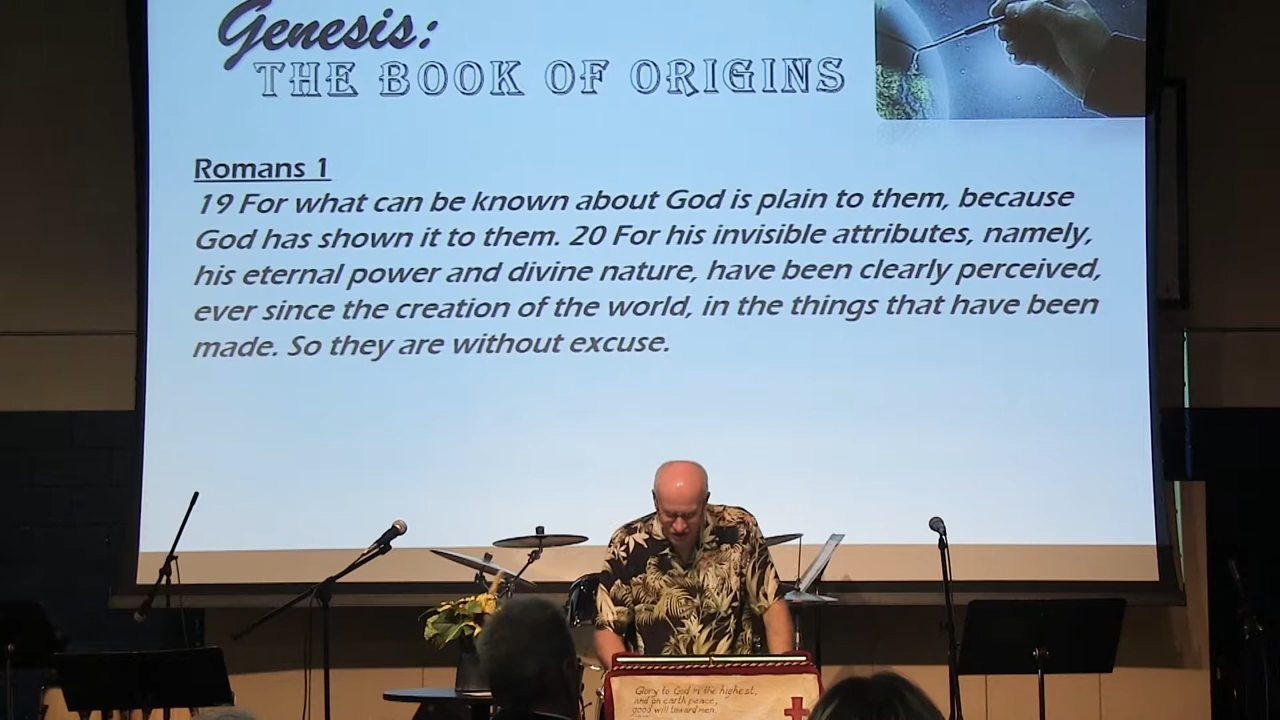 Genesis:
THE BOOK OF ORIGINS
Romans 1
19 For what can be known about God is plain to them, because
God has shown it to them. 20 For his invisible attributes, namely,
his eternal power and divine nature, have been clearly perceived,
ever since the creation of the world, in the things that have been
made. So they are without excuse.
Glory to God in the highest,
and on earth peace,
good will toward men.